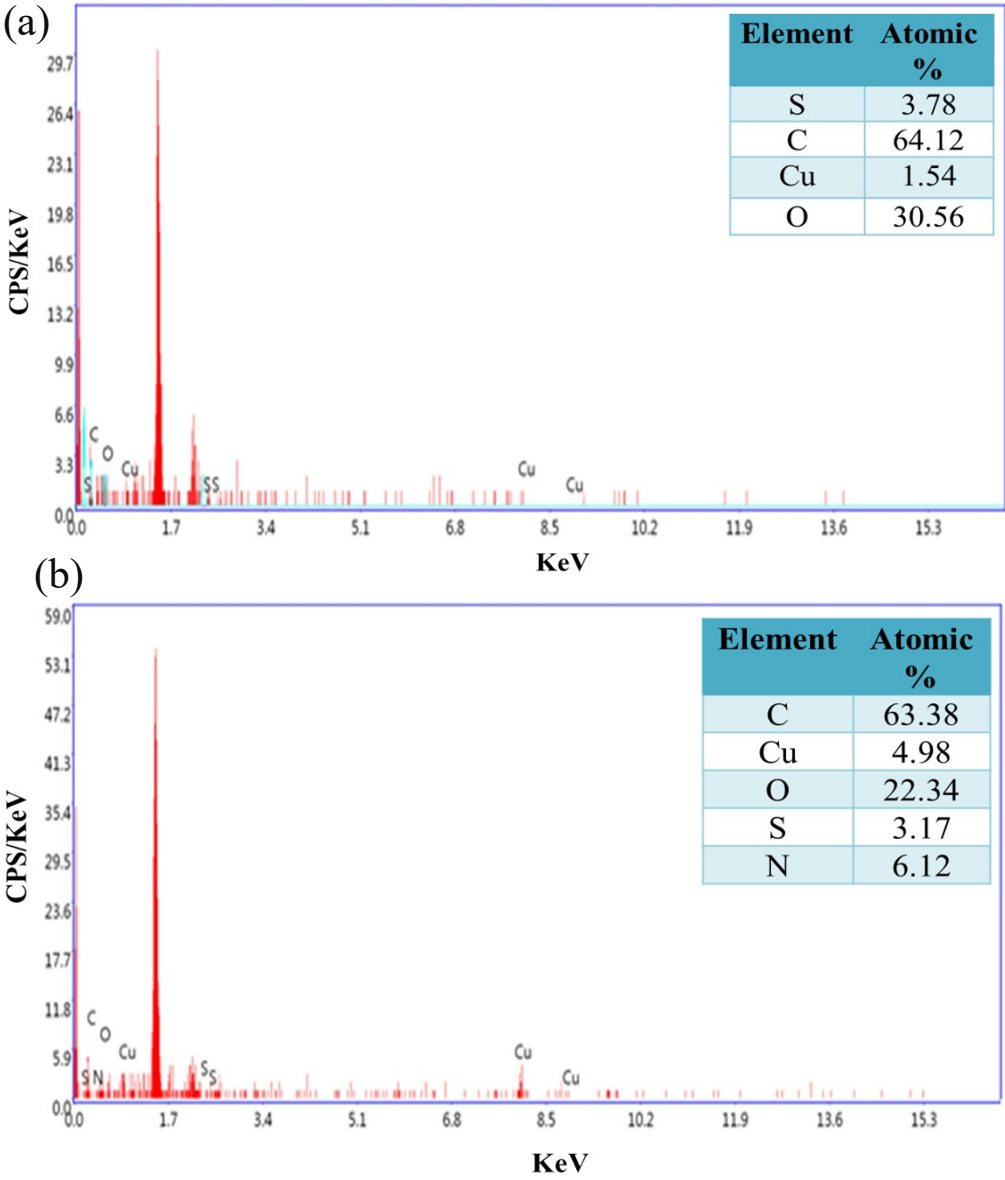 (a)
Element Atomic
%
S 3.78
C 64.12
Cu 1.54
O 30.56
29.7
26.4
23.1
19.8
16.5
13.2
9.9
6.6
3.3
0.0
CPS/KeV
C
O
S
Cu
S S
Cu
Cu
0.0 1.7 3.4 5.1 6.8 8.5 10.2 11.9 13.6 15.3
KeV
(b)
Element Atomic
%
C 63.38
Cu 4.98
O 22.34
S 3.17
N 6.12
59.0
53.1
47.2
41.3
35.4
29.5
23.6
17.7
11.8
5.9
0.0
CPS/KeV
C
O
Cu
S N
S
S
Cu
Cu
0.0 1.7 3.4 5.1 6.8 8.5 10.2 11.9 13.6 15.3
KeV